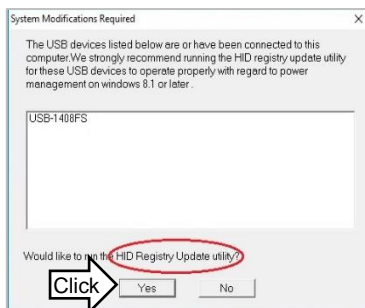 System Modifications Required
The USB devices listed below are or have been connected to this
computer.We strongly recommend running the HID registry update utility
for these USB devices to operate properly with regard to power
management on windows 8.1 or later .
USB-1408FS
Would like to run the HID Registry Update utility?
Click
Yes
No